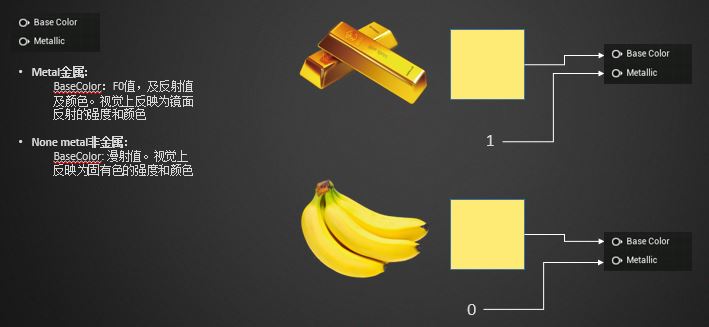 Base Color
Metallic
• Metal金属:
BaseColor：F0值，及反射值
及颜色。视觉上反映为镜面
反射的强度和颜色
• None metal非金属:
BaseColor: 漫射值。视觉上
反映为固有色的强度和颜色
Base Color
Metallic
1
Base Color
Metallic
0